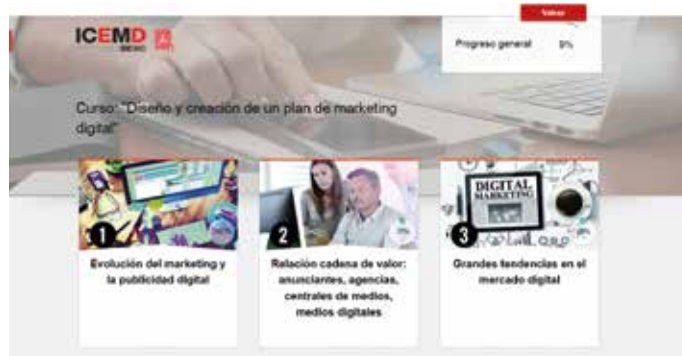 Volver
ICEMD
ESIC
Progreso general 9%
Curso: "Diseño y creación de un plan de marketing
digital"
DIGITAL
MARKETING
1
2
3
Evolución del marketing y
la publicidad digital
Relación cadena de valor:
anunciantes, agencias,
centrales de medios,
medios digitales
Grandes tendencias en el
mercado digital